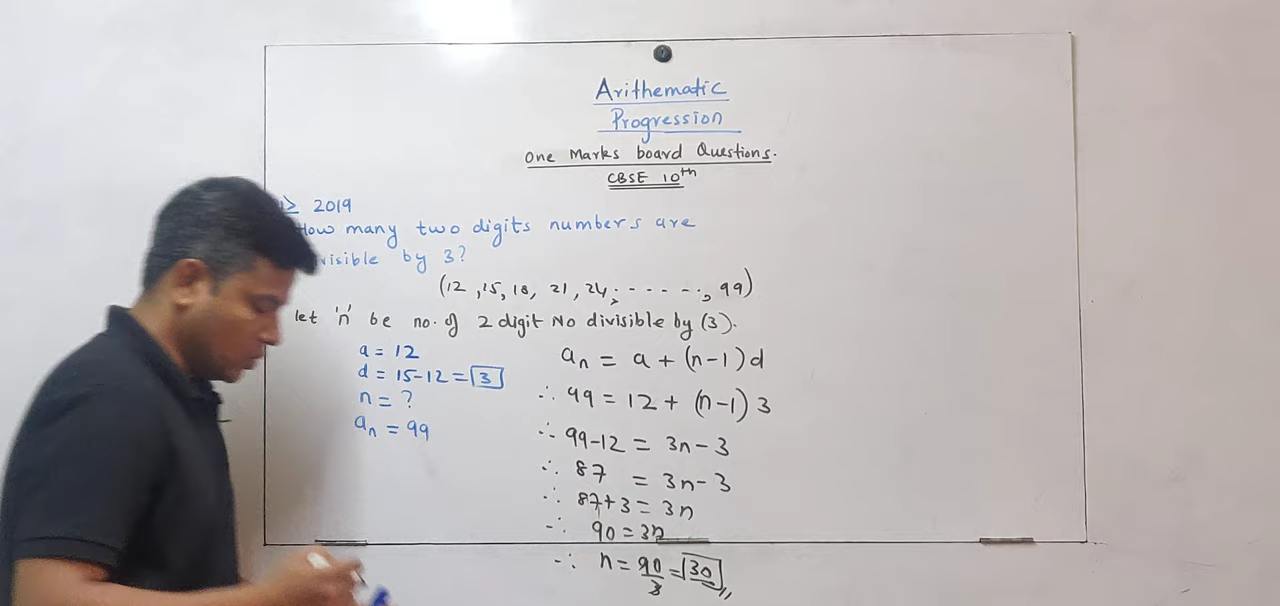 Arithematic
Progression
One Marks board Questions.
CBSE 10th
2019
How many two digits numbers are
visible by 3?
(12, 15, 18, 21, 24, ------, 99)
let 'n' be no. of 2 digit No divisible by (3).
a = 12
d = 15-12 = 3
n = ?
an = 99
an = a + (n-1)d
∴ 99 = 12 + (n-1) 3
∴ 99-12 = 3n-3
∴ 87 = 3n-3
∴ 87+3 = 3n
∴ 90 = 3n
∴ n = 90/3 = 30